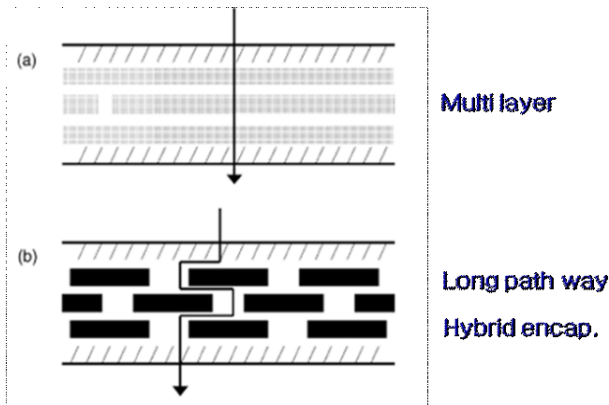 (a)
Multi layer
(b)
Long path way
Hybrid encap.